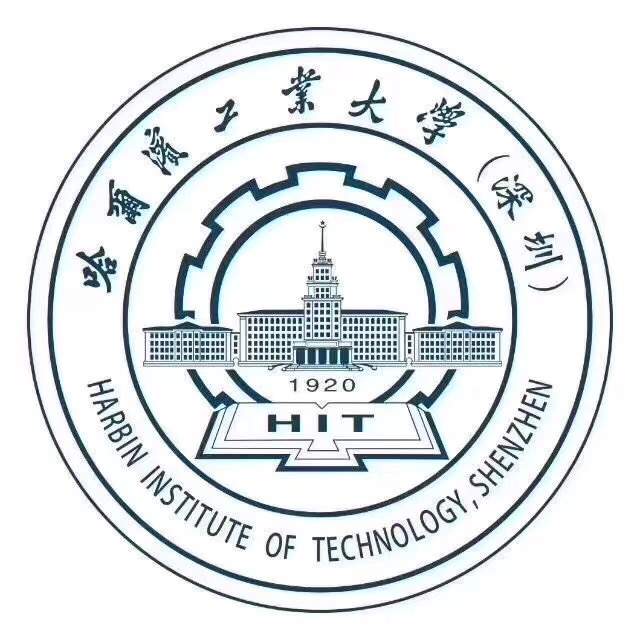 哈爾濱工業大學(深圳)
1920
HIT
HARBIN INSTITUTE OF TECHNOLOGY, SHENZHEN